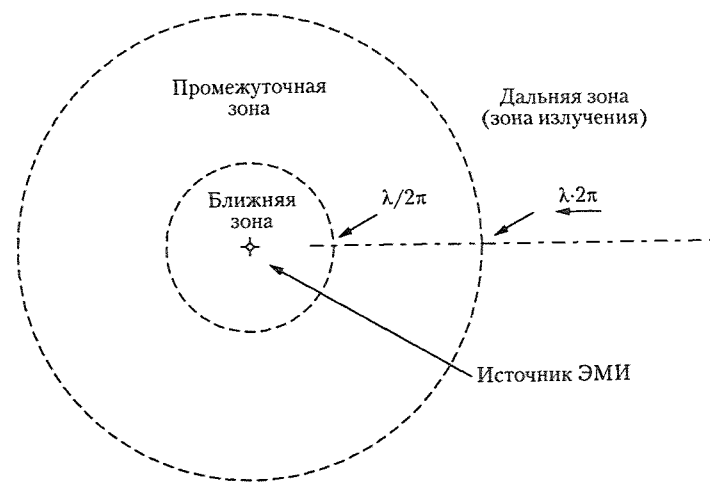 Промежуточная
зона
Дальняя зона
(зона излучения)
Ближняя
зона
λ/2π
λ·2π
Источник ЭМИ